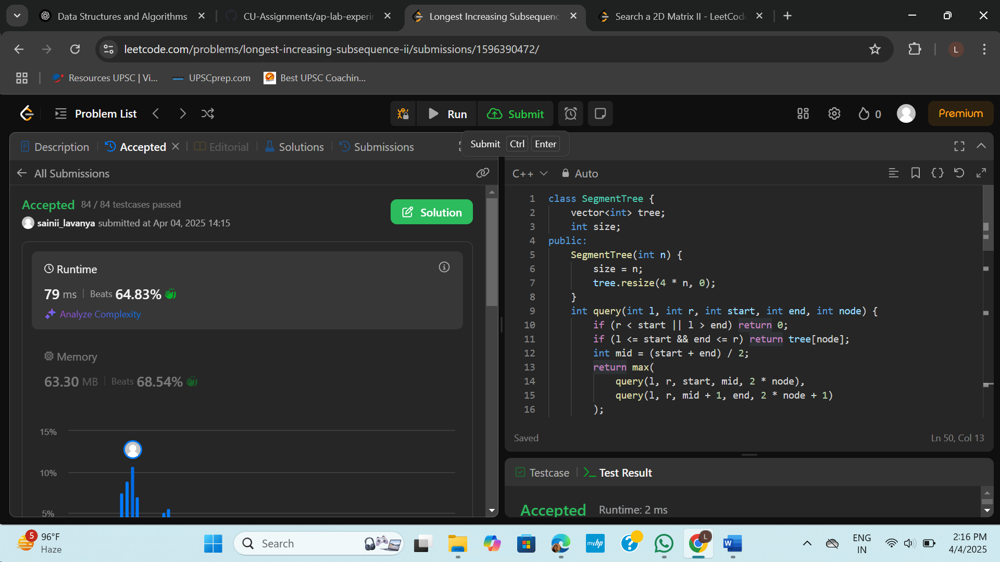 Data Structures and Algorithms
CU-Assignments/ap-lab-experin
Longest Increasing Subsequenc
Search a 2D Matrix II - LeetCod
leetcode.com/problems/longest-increasing-subsequence-ii/submissions/1596390472/
L
Resources UPSC | Vi...
UPSCprep.com
Best UPSC Coachin...
Problem List
Run
Submit
0
Premium
Description
Accepted
Editorial
Solutions
Submissions
Submit Ctrl Enter
All Submissions
C++
Auto
Accepted 84 / 84 testcases passed
sainii_lavanya submitted at Apr 04, 2025 14:15
Solution
Runtime
79 ms | Beats 64.83%
Analyze Complexity
Memory
63.30 MB | Beats 68.54%
15%
10%
5%
1 class SegmentTree {
2 vector<int> tree;
3 int size;
4 public:
5 SegmentTree(int n) {
6 size = n;
7 tree.resize(4 * n, 0);
8 }
9 int query(int l, int r, int start, int end, int node) {
10 if (r < start || l > end) return 0;
11 if (l <= start && end <= r) return tree[node];
12 int mid = (start + end) / 2;
13 return max(
14 query(l, r, start, mid, 2 * node),
15 query(l, r, mid + 1, end, 2 * node + 1)
16 );
Saved
Ln 50, Col 13
Testcase
Test Result
Accepted Runtime: 2 ms
5
96°F
Haze
Search
myhp
L
W
ENG
IN
2:16 PM
4/4/2025